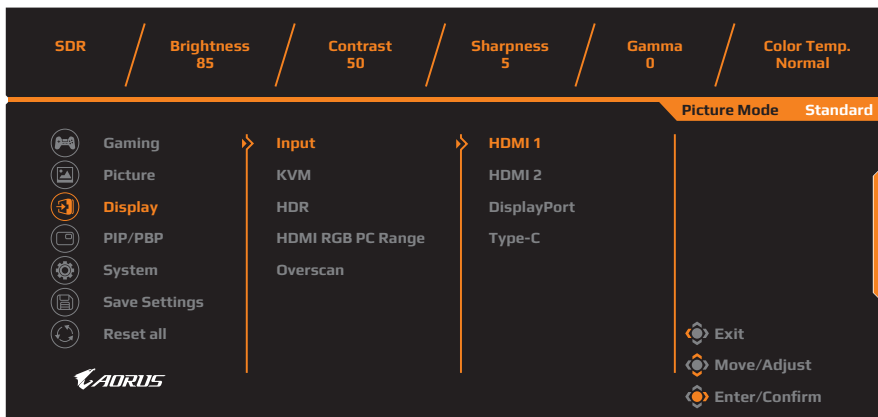 SDR Brightness Contrast Sharpness Gamma Color Temp.
85 50 5 0 Normal
Picture Mode Standard
Gaming Input HDMI 1
Picture KVM HDMI 2
Display HDR DisplayPort
PIP/PBP HDMI RGB PC Range Type-C
System Overscan
Save Settings
Reset all Exit
AORUS Move/Adjust
Enter/Confirm